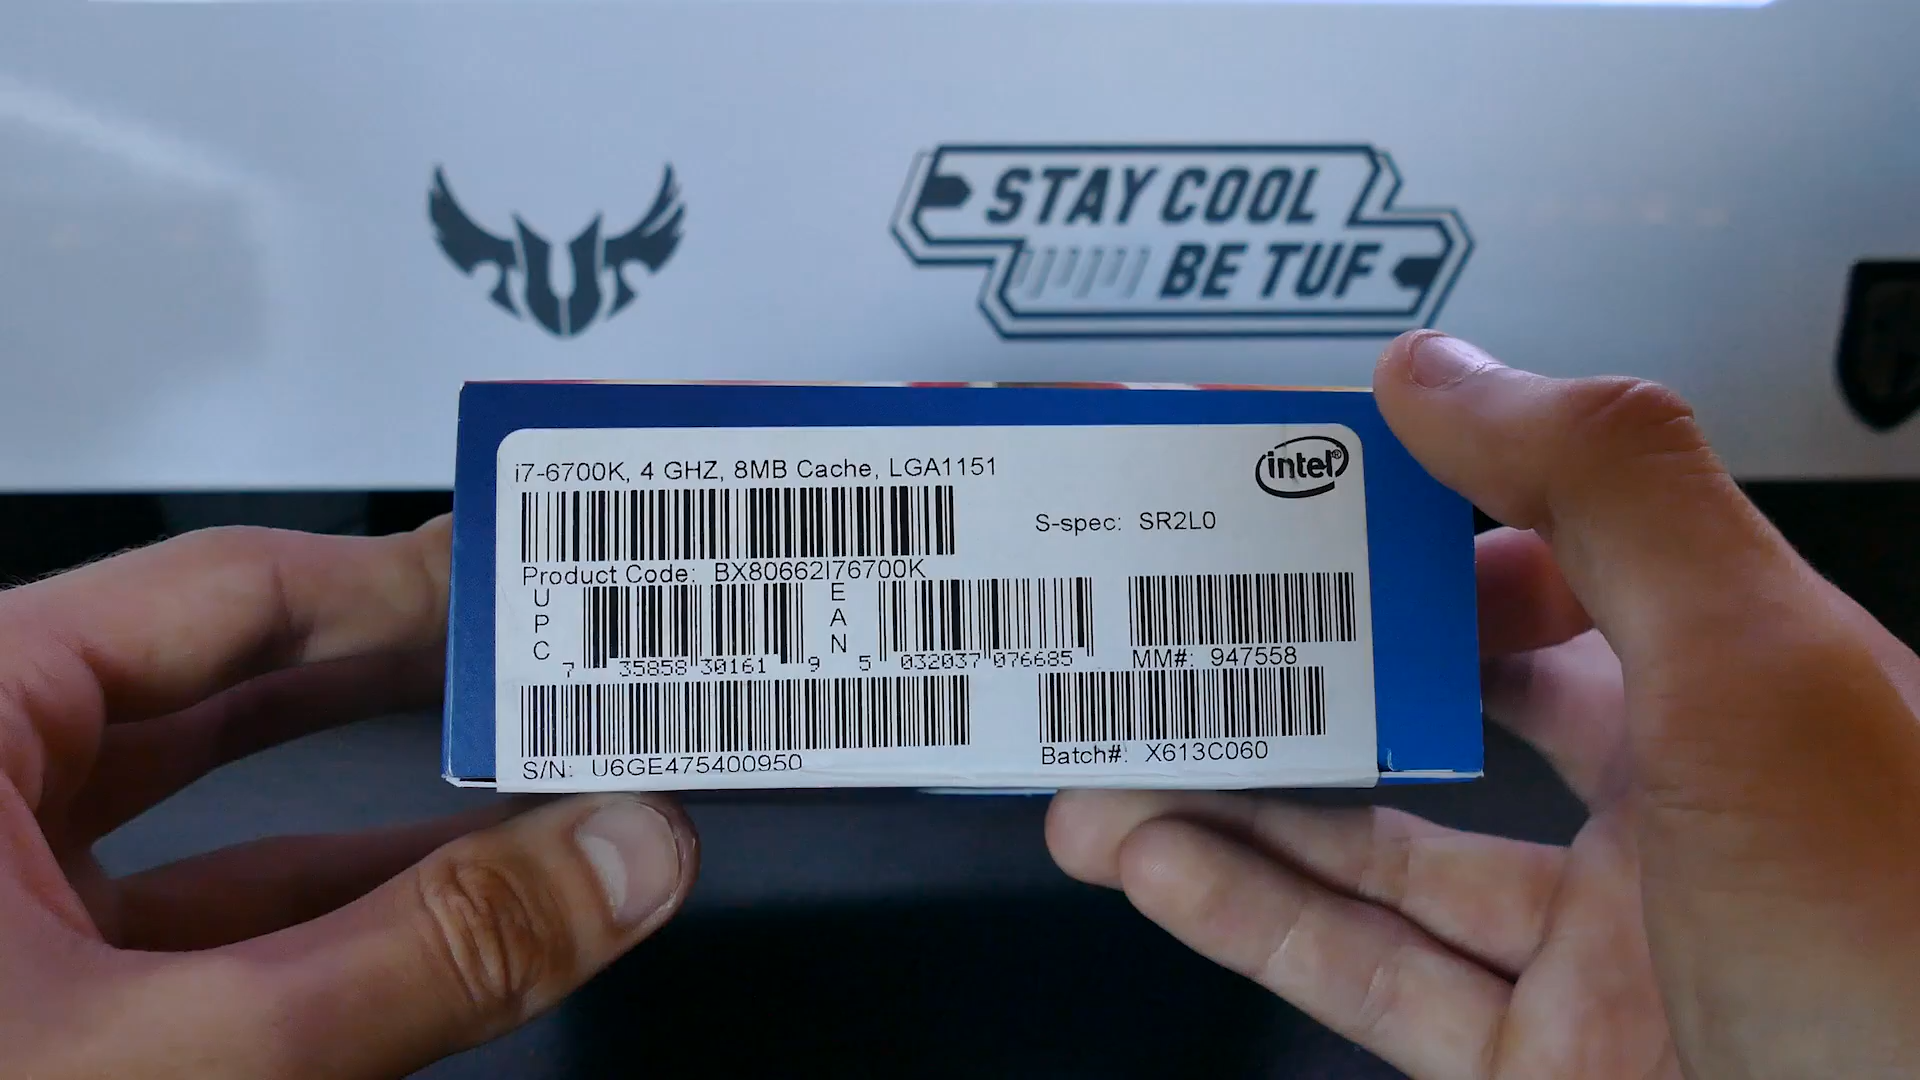 STAY COOL
BE TUF
i7-6700K, 4 GHZ, 8MB Cache, LGA1151
intel®
S-spec: SR2L0
Product Code: BX80662I76700K
UPC
7 35858 30161 9
EAN
5 032037 076685
MM#: 947558
S/N: U6GE475400950
Batch#: X613C060